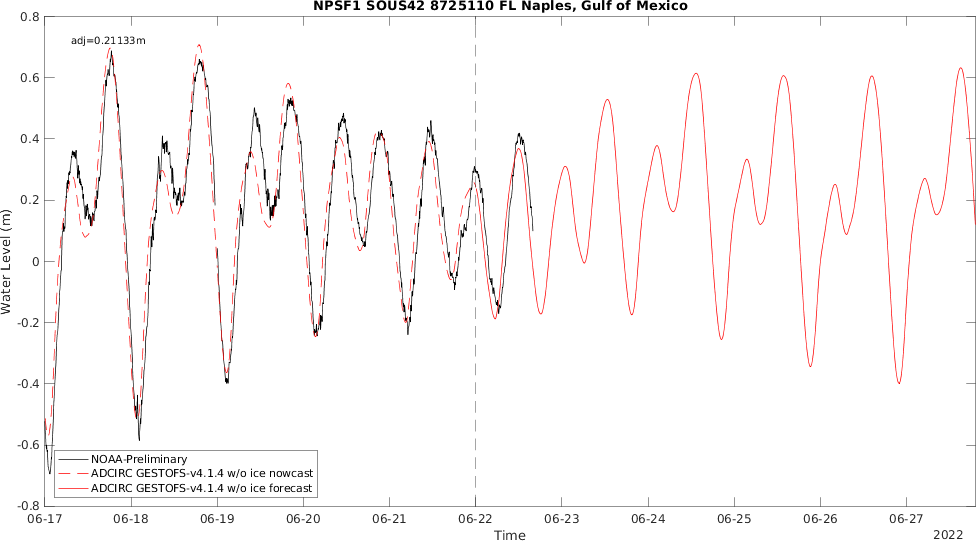 NPSF1 SOUS42 8725110 FL Naples, Gulf of Mexico
adj=0.21133m
0.8
0.6
0.4
0.2
0
-0.2
-0.4
-0.6
-0.8
Water Level (m)
NOAA-Preliminary
ADCIRC GESTOFS-v4.1.4 w/o ice nowcast
ADCIRC GESTOFS-v4.1.4 w/o ice forecast
06-17 06-18 06-19 06-20 06-21 06-22 06-23 06-24 06-25 06-26 06-27
Time
2022